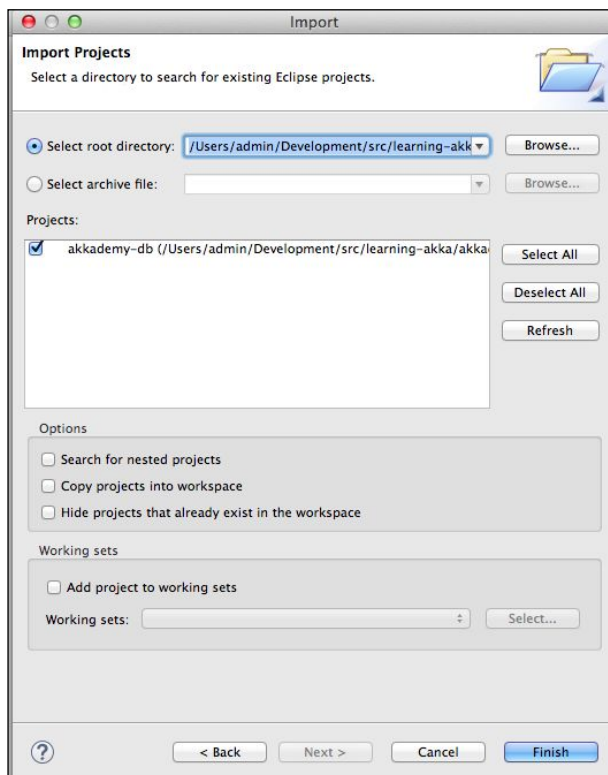 Import
Import Projects
Select a directory to search for existing Eclipse projects.
Select root directory: /Users/admin/Development/src/learning-akk Browse...
Select archive file: Browse...
Projects:
akkademy-db (/Users/admin/Development/src/learning-akka/akkad
Select All
Deselect All
Refresh
Options
Search for nested projects
Copy projects into workspace
Hide projects that already exist in the workspace
Working sets
Add project to working sets
Working sets: Select...
? < Back Next > Cancel Finish